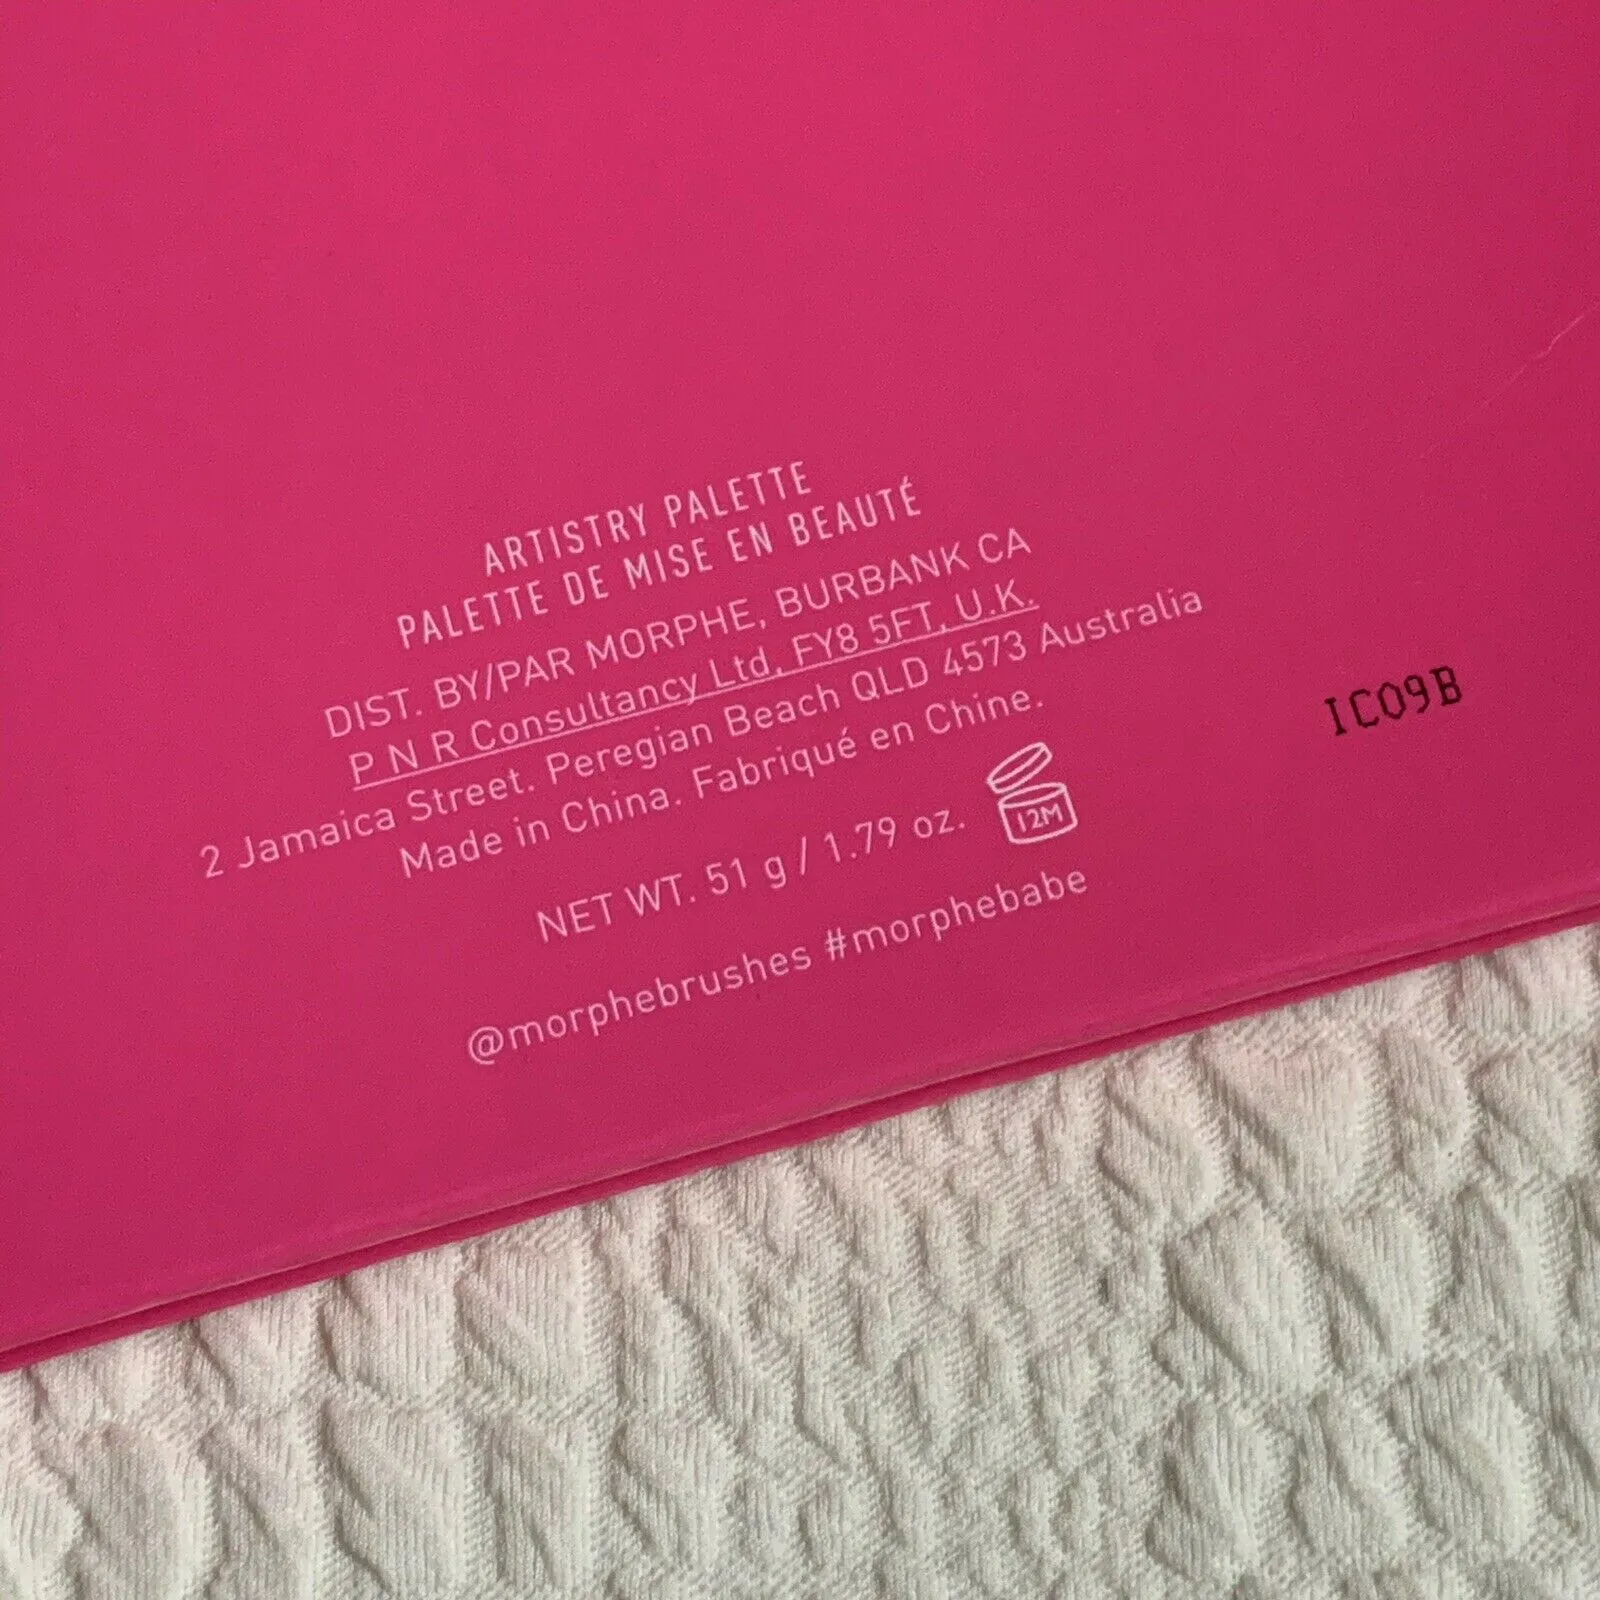 ARTISTRY PALETTE
PALETTE DE MISE EN BEAUTÉ
DIST. BY/PAR MORPHE, BURBANK CA
P N R Consultancy Ltd, FY8 5FT, U.K.
2 Jamaica Street. Peregian Beach QLD 4573 Australia
Made in China. Fabriqué en Chine.
NET WT. 51 g / 1.79 oz.
12M
@morphebrushes #morphebabe
IC09B